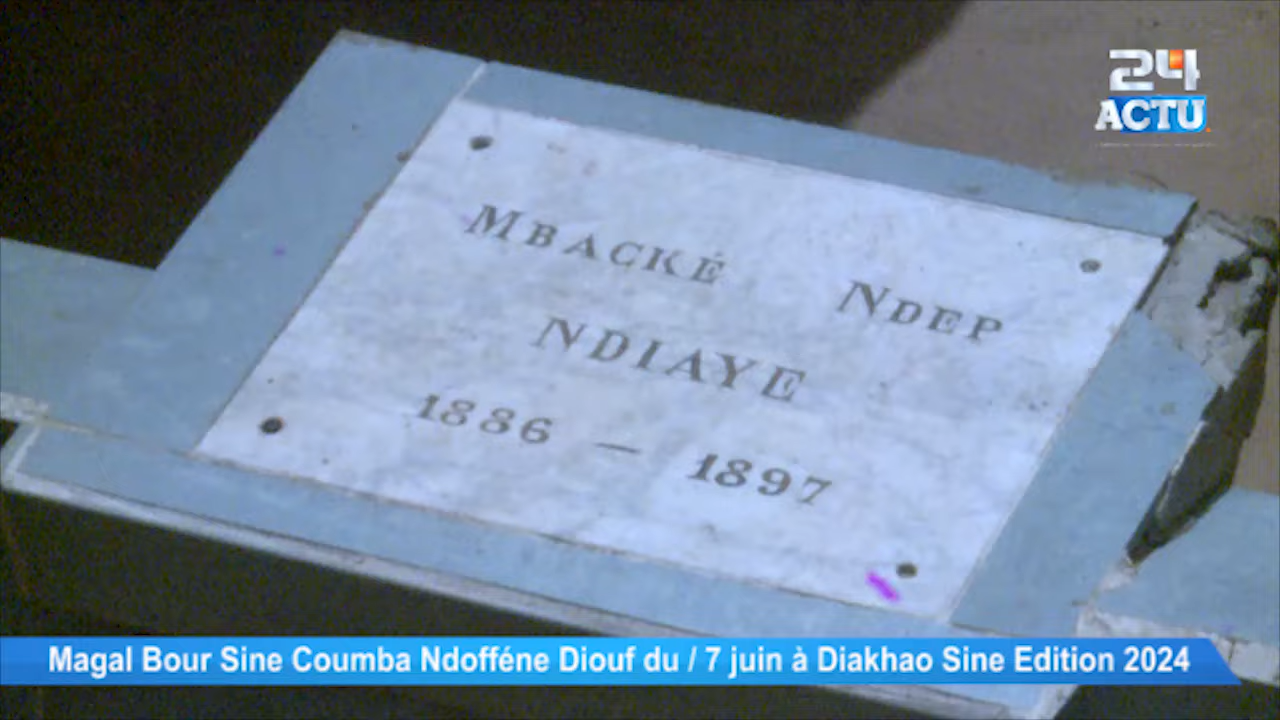 24
ACTU
MBACKÉ NDEP
NDIAYE
1886 — 1897
Magal Bour Sine Coumba Ndofféne Diouf du / 7 juin à Diakhao Sine Edition 2024